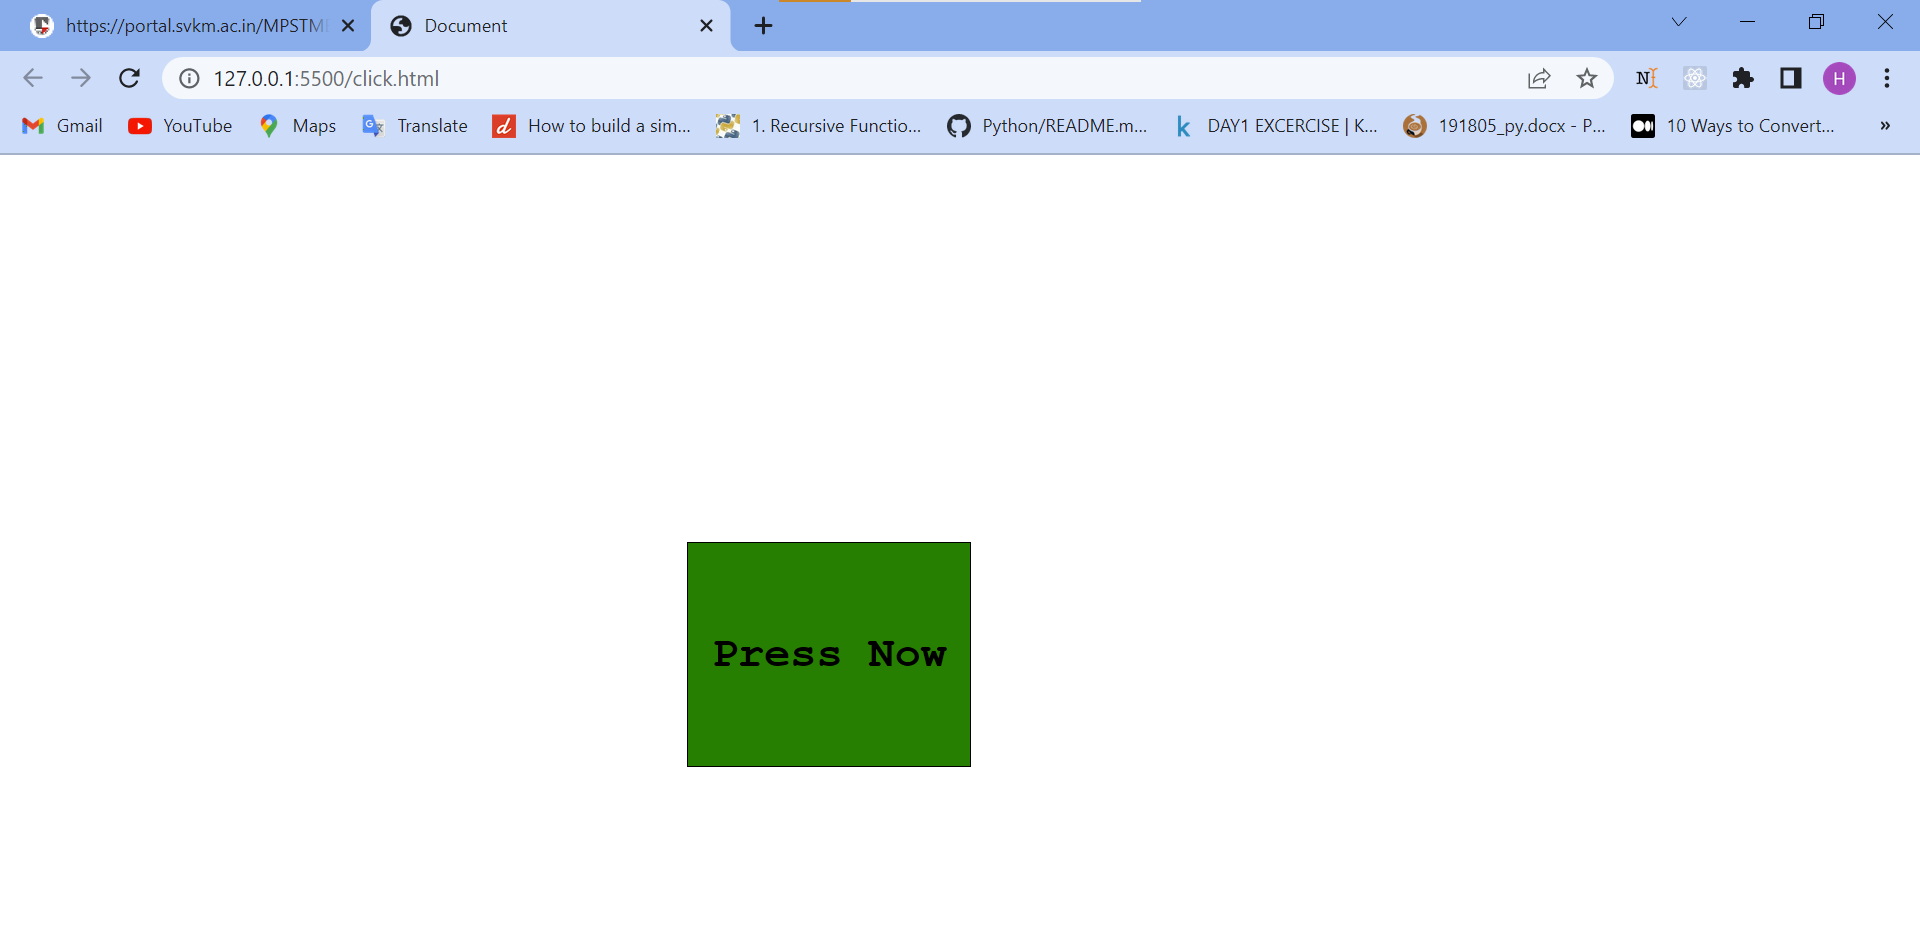 https://portal.svkm.ac.in/MPSTM
Document
127.0.0.1:5500/click.html
N
H
Gmail
YouTube
Maps
Translate
How to build a sim...
1. Recursive Functio...
Python/README.m...
DAY1 EXCERCISE | K...
191805_py.docx - P...
10 Ways to Convert...
»
Press Now